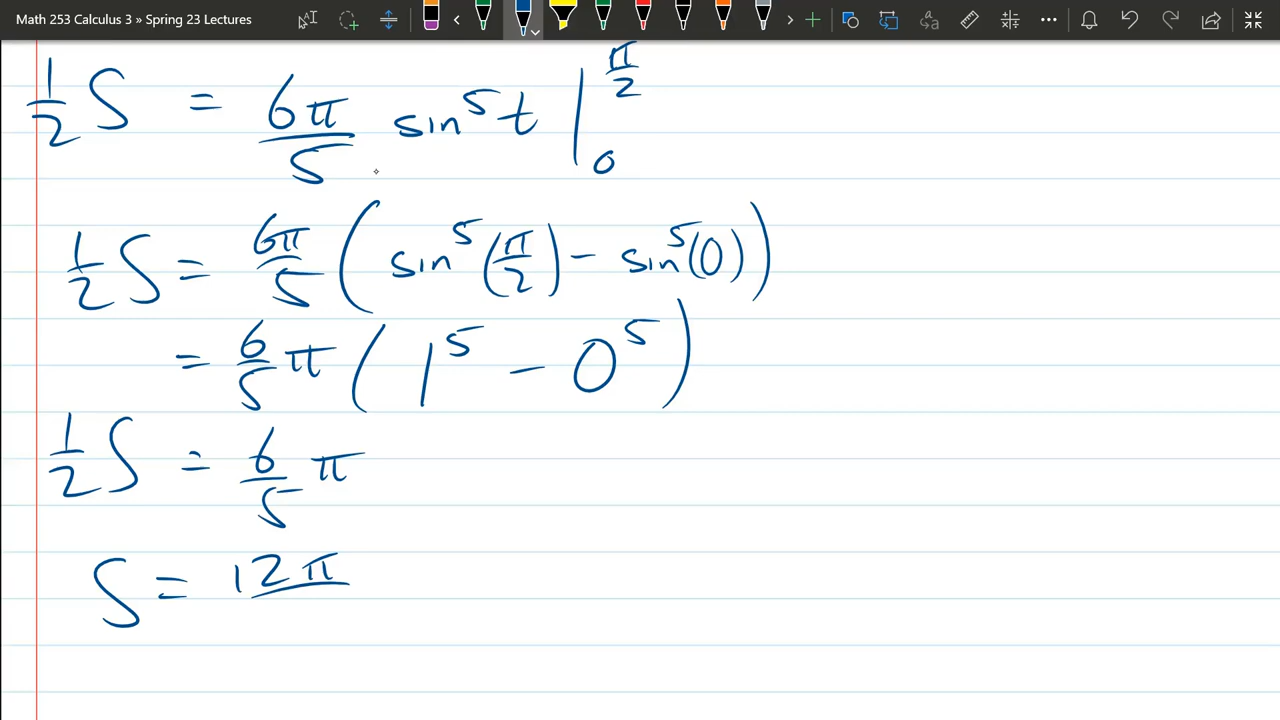 Math 253 Calculus 3 » Spring 23 Lectures
1/2 S = 6π/5 sin⁵ t |₀^(π/2)
1/2 S = 6π/5 ( sin⁵(π/2) − sin⁵(0) )
= 6/5 π ( 1⁵ − 0⁵ )
1/2 S = 6/5 π
S = 12π